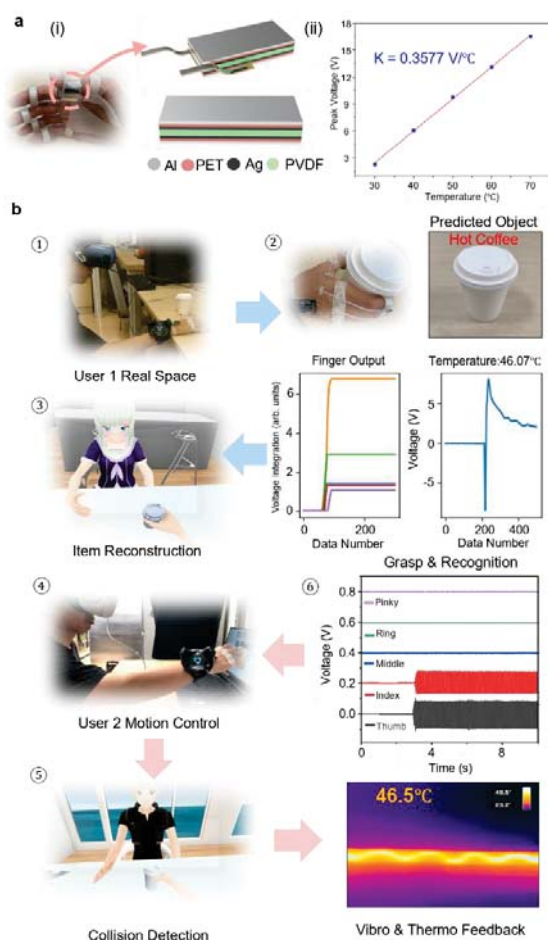 a
(i)
(ii)
Al PET Ag PVDF
K = 0.3577 V/°C
Peak Voltage (V)
18
15
12
9
6
3
30 40 50 60 70
Temperature (°C)
b
①
User 1 Real Space
②
Predicted Object
Hot Coffee
③
Item Reconstruction
Finger Output
Voltage Integration (arb. units)
6
4
2
0
0 200
Data Number
Temperature:46.07°C
Voltage (V)
5
0
-5
0 200 400
Data Number
Grasp & Recognition
④
User 2 Motion Control
⑥
Voltage (V)
0.8
0.6
0.4
0.2
0.0
Pinky
Ring
Middle
Index
Thumb
0 4 8
Time (s)
⑤
Collision Detection
46.5°C
Vibro & Thermo Feedback